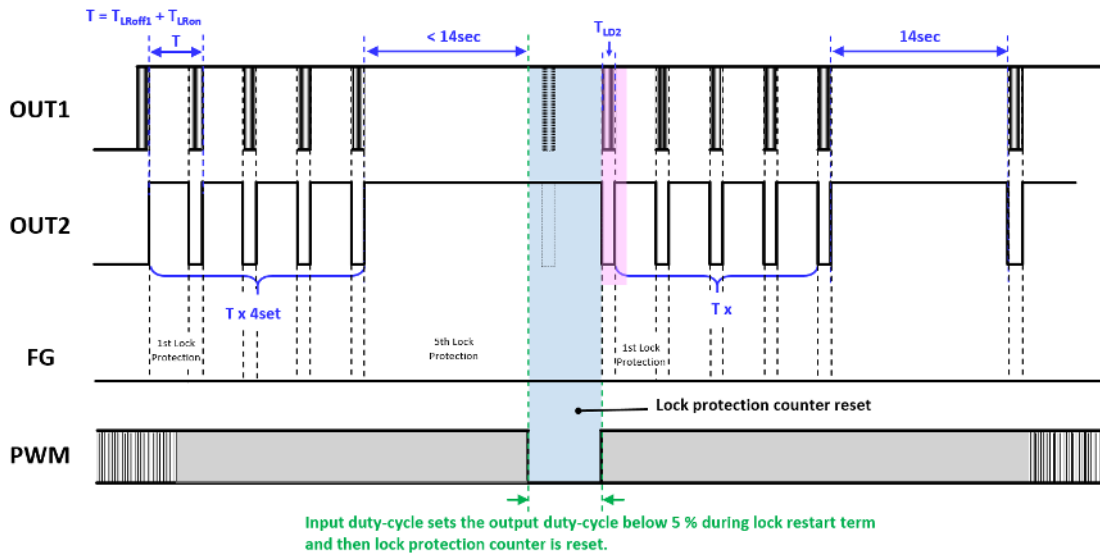 T = TLRoff1 + TLRon
T
< 14sec
TLD2
14sec
OUT1
OUT2
T x 4set
T x
1st Lock
Protection
5th Lock
Protection
1st Lock
Protection
FG
Lock protection counter reset
PWM
Input duty-cycle sets the output duty-cycle below 5 % during lock restart term
and then lock protection counter is reset.